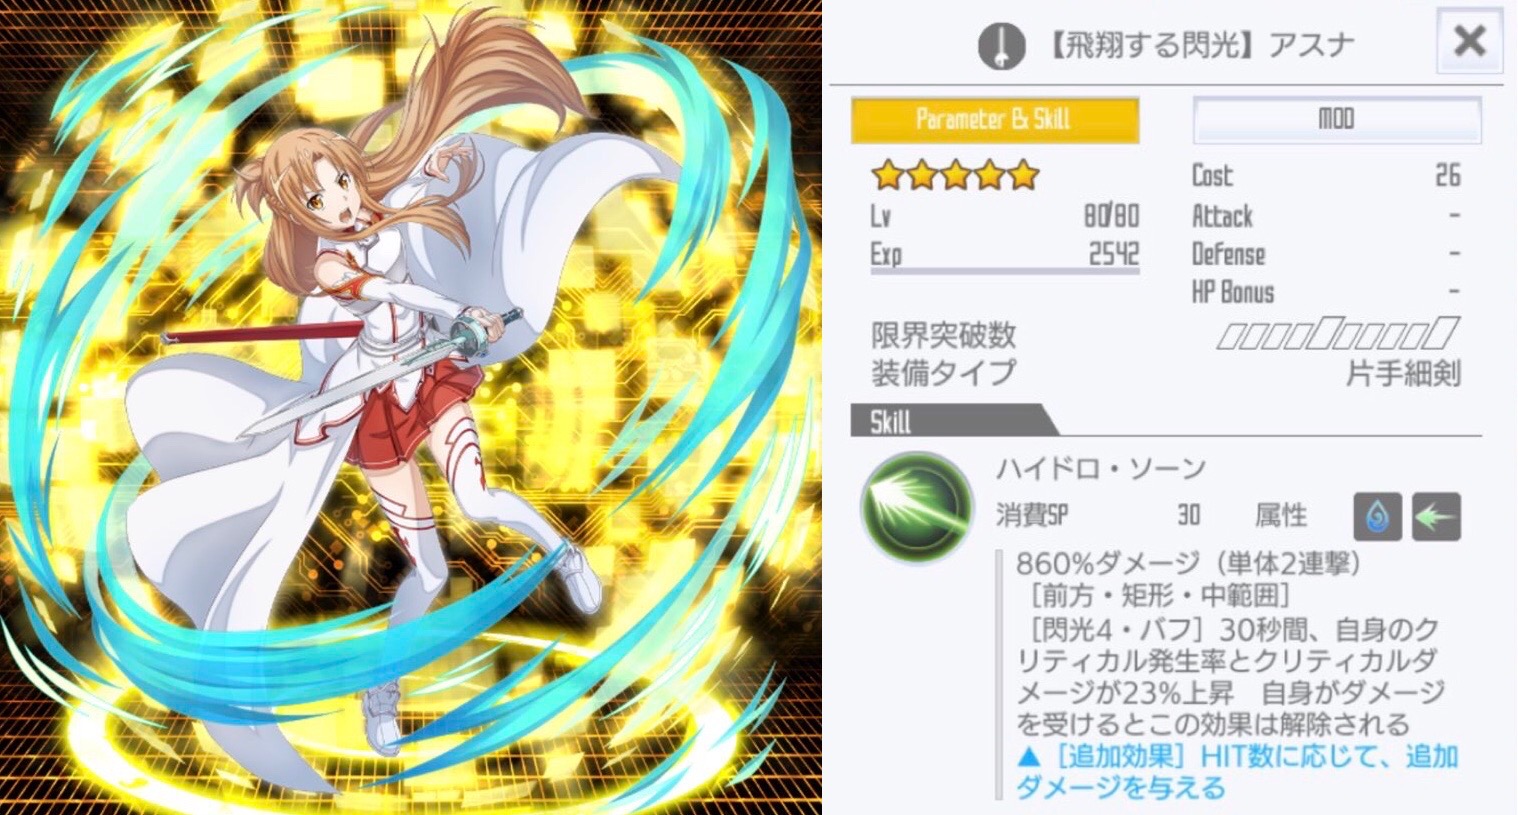 【飛翔する閃光】アスナ
Parameter & Skill
MOD
Lv 80/80
Exp 2542
Cost 26
Attack -
Defense -
HP Bonus -
限界突破数
装備タイプ 片手細剣
Skill
ハイドロ・ソーン
消費SP 30 属性
860%ダメージ（単体2連撃）
［前方・矩形・中範囲］
［閃光4・バフ］30秒間、自身のク
リティカル発生率とクリティカルダ
メージが23%上昇　自身がダメージ
を受けるとこの効果は解除される
▲［追加効果］HIT数に応じて、追加
ダメージを与える